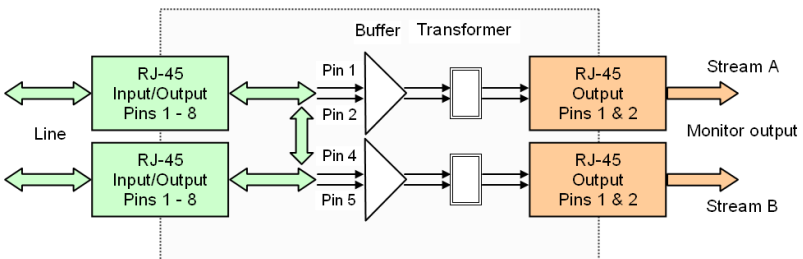 Buffer Transformer
RJ-45
Input/Output
Pins 1 - 8
Pin 1
Pin 2
RJ-45
Output
Pins 1 & 2
Stream A
Line
Monitor output
RJ-45
Input/Output
Pins 1 - 8
Pin 4
Pin 5
RJ-45
Output
Pins 1 & 2
Stream B